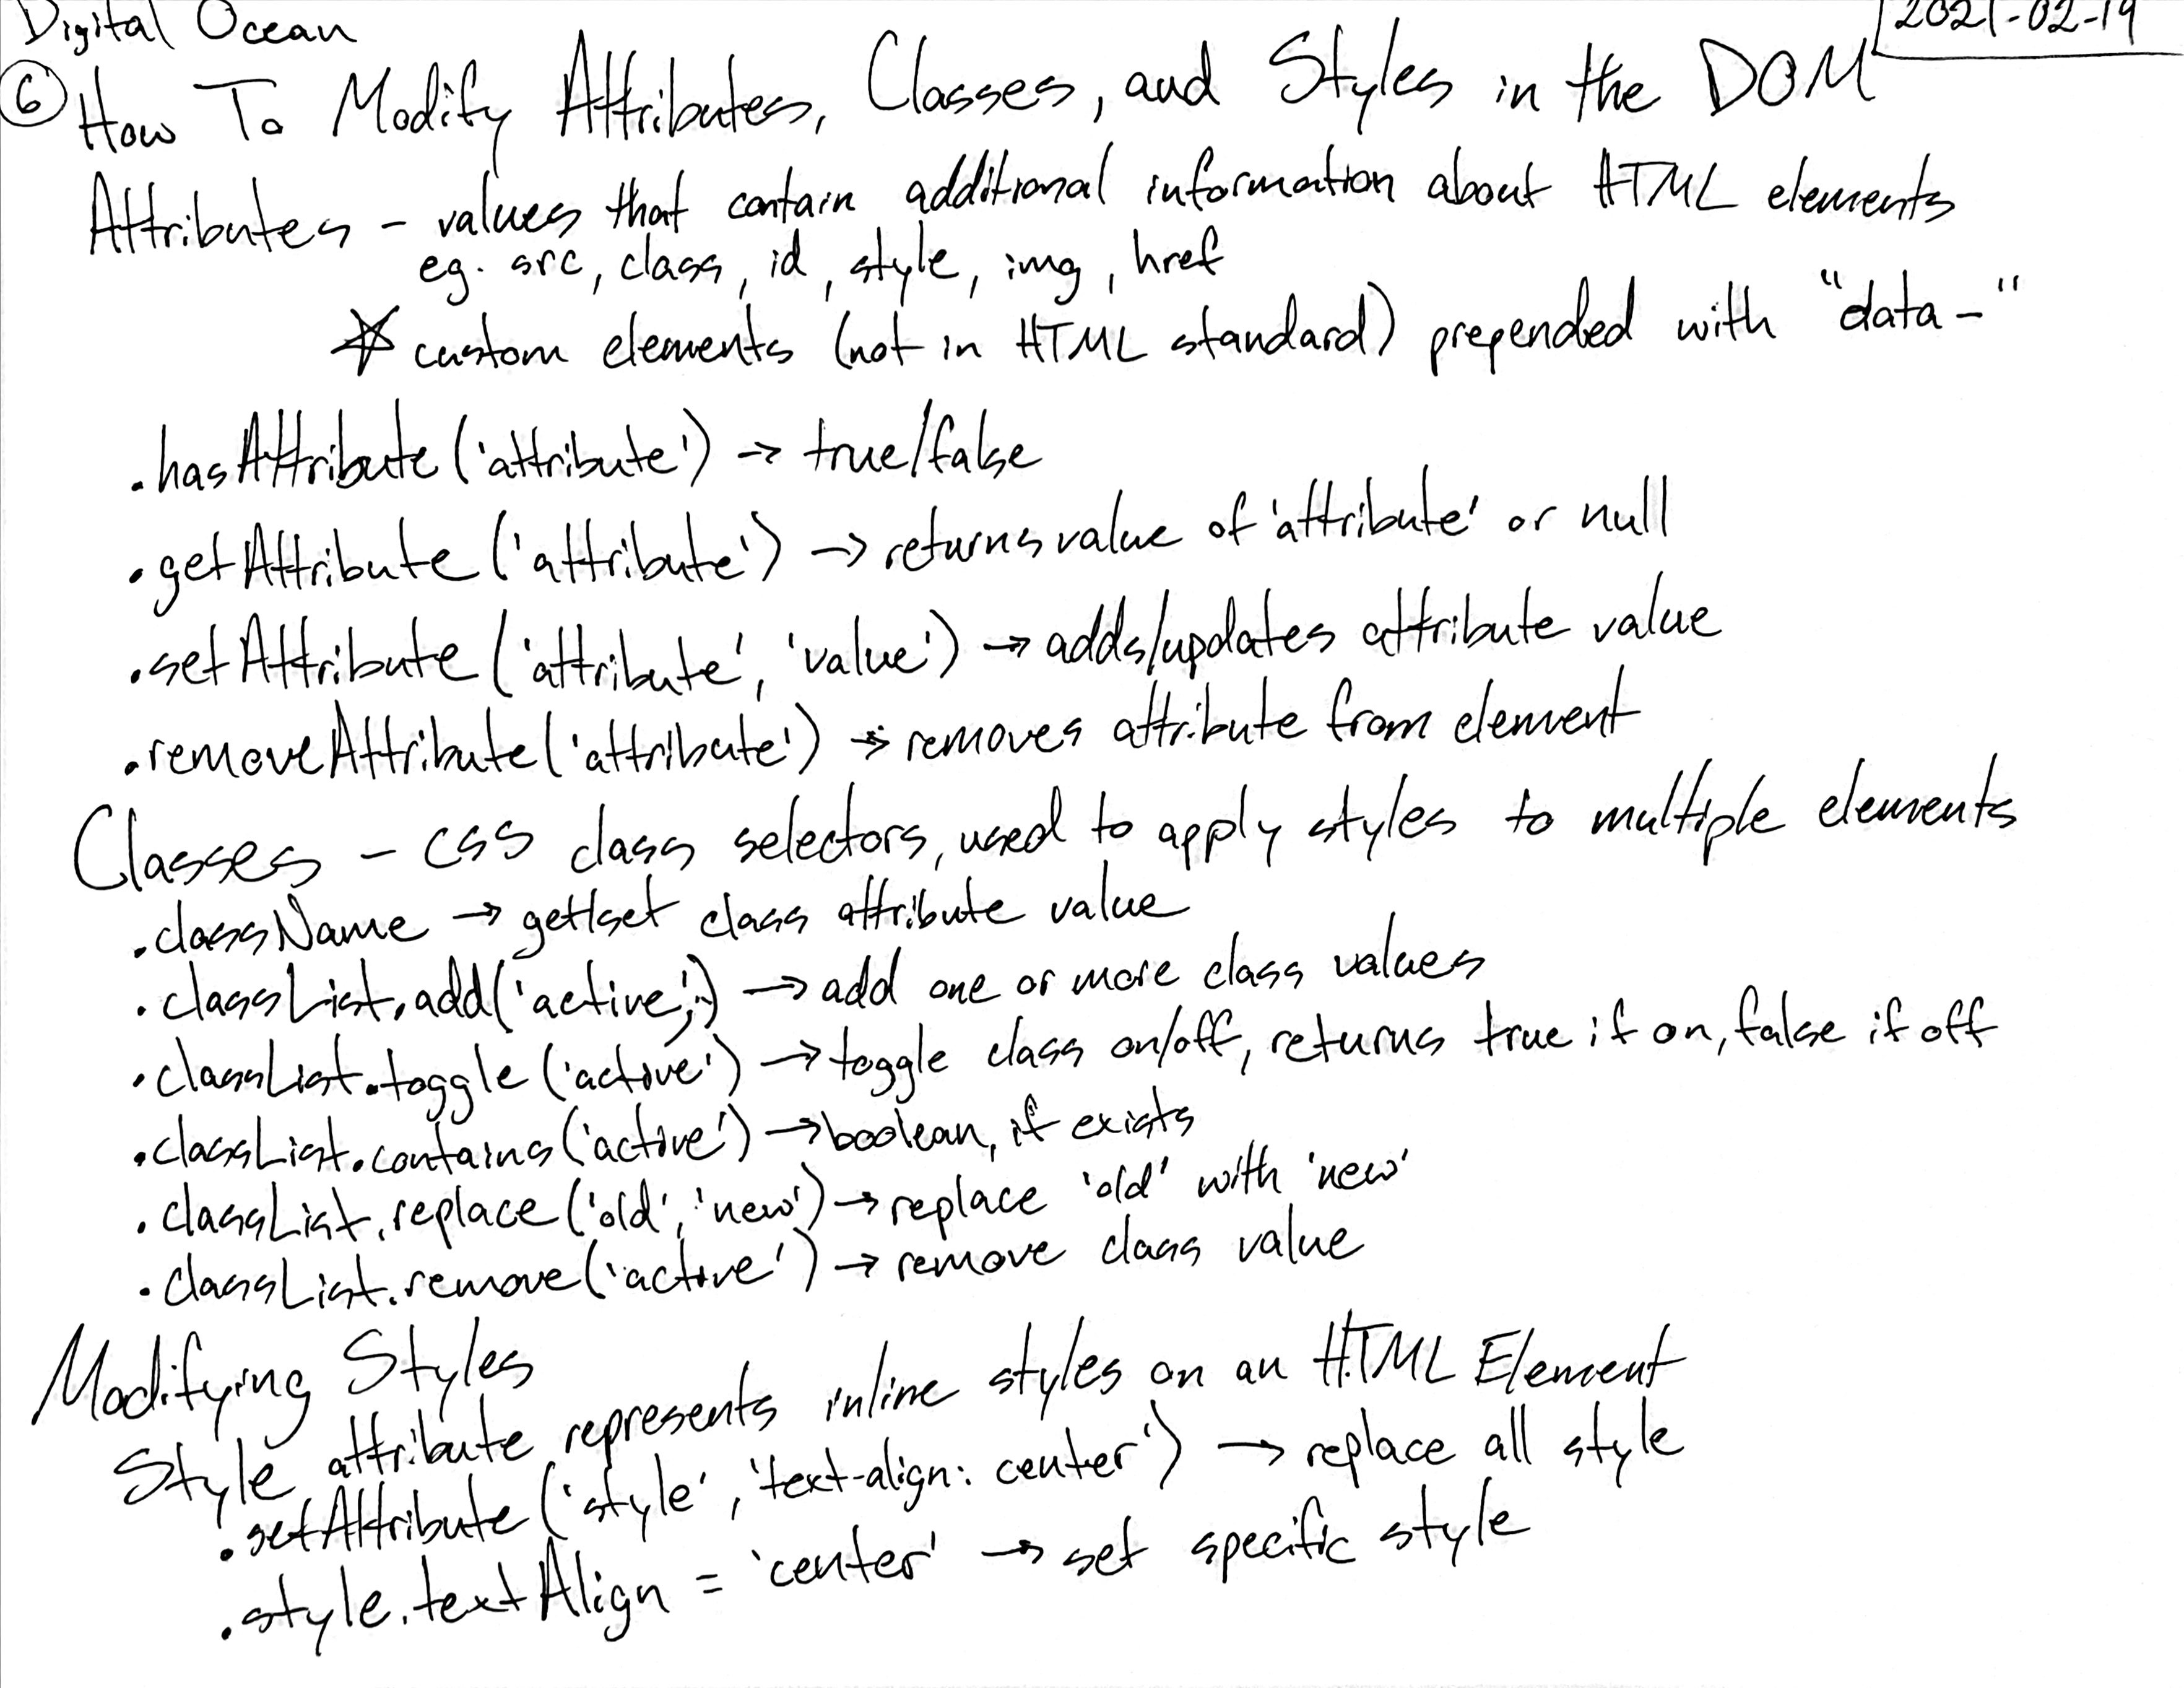 Digital Ocean
2021-02-19
⑥ How To Modify Attributes, Classes, and Styles in the DOM
Attributes - values that contain additional information about HTML elements
eg. src, class, id, style, img, href
☆ custom elements (not in HTML standard) prepended with "data-"
.hasAttribute('attribute') → true/false
.getAttribute('attribute') → returns value of 'attribute' or null
.setAttribute('attribute', 'value') → adds/updates attribute value
.removeAttribute('attribute') → removes attribute from element
Classes - CSS class selectors, used to apply styles to multiple elements
.className → get/set class attribute value
.classList.add('active',..) → add one or more class values
.classList.toggle('active') → toggle class on/off, returns true if on, false if off
.classList.contains('active') → boolean, if exists
.classList.replace('old', 'new') → replace 'old' with 'new'
.classList.remove('active') → remove class value
Modifying Styles
Style attribute represents inline styles on an HTML Element
.setAttribute('style', 'text-align: center') → replace all style
.style.textAlign = 'center' → set specific style